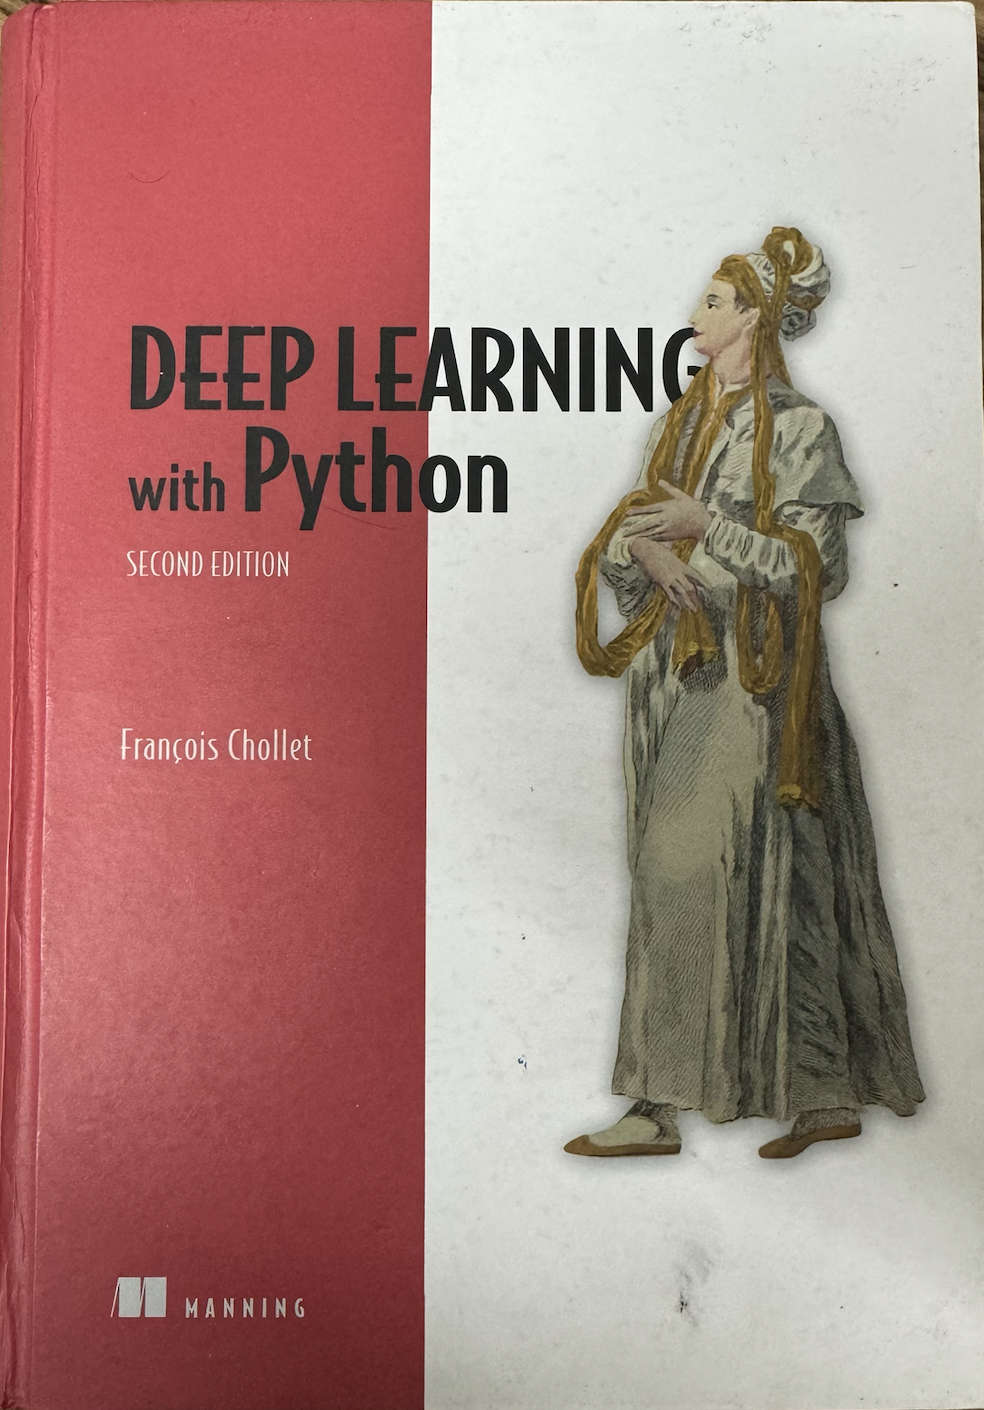 DEEP LEARNING
with Python
SECOND EDITION
François Chollet
MANNING